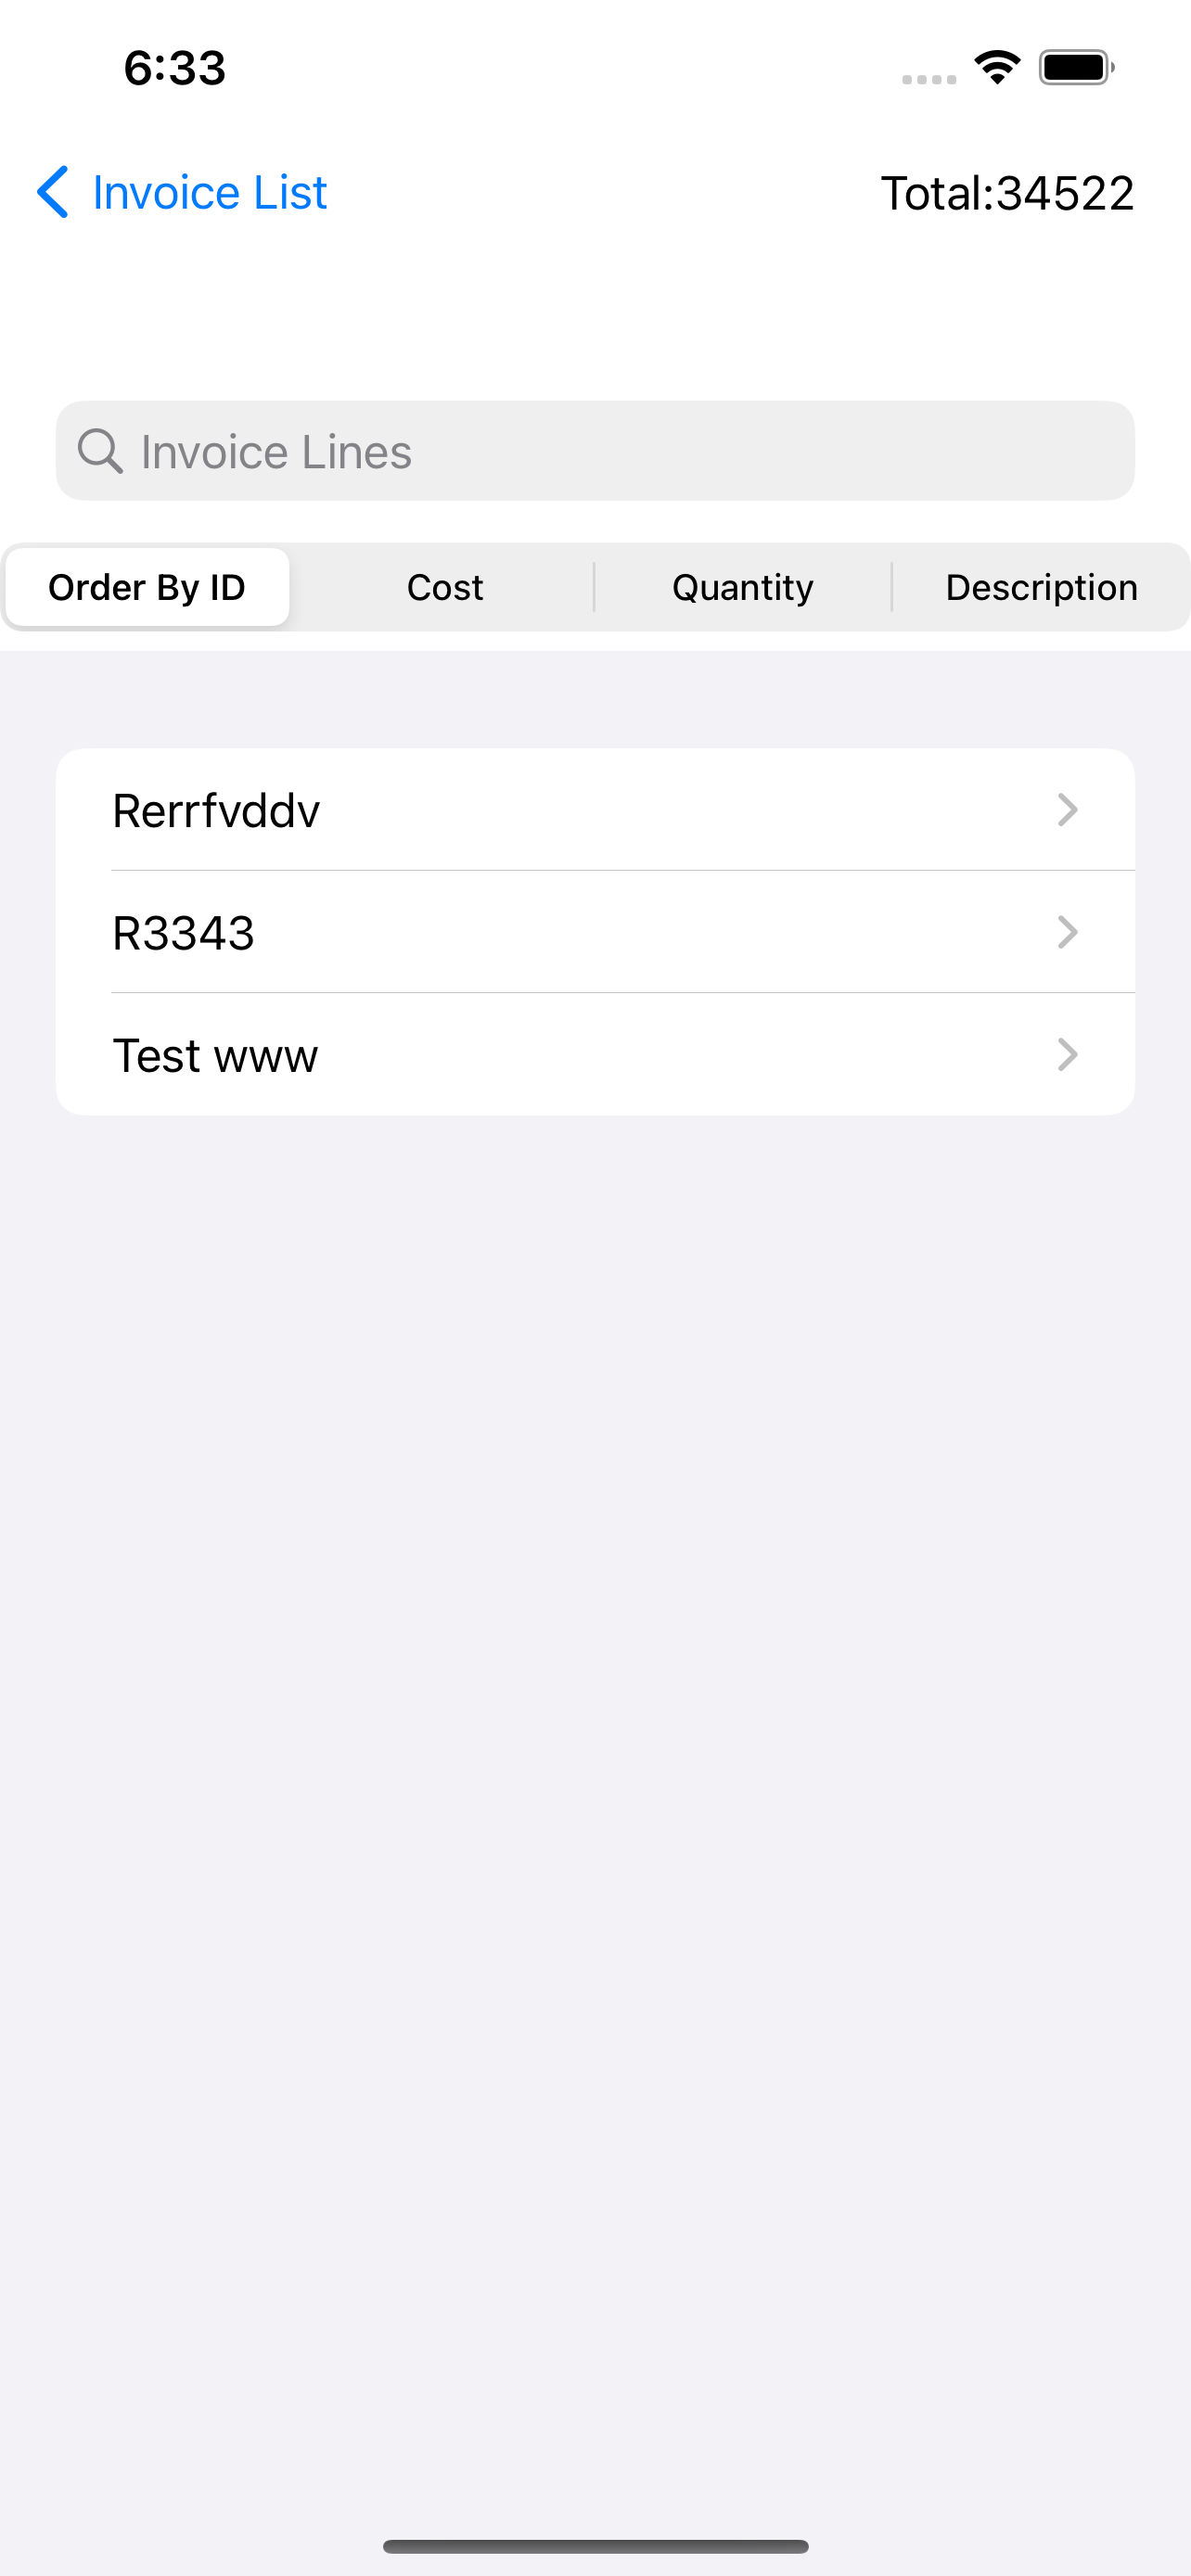 6:33
Invoice List
Total:34522
Invoice Lines
Order By ID
Cost
Quantity
Description
Rerrfvddv
R3343
Test www